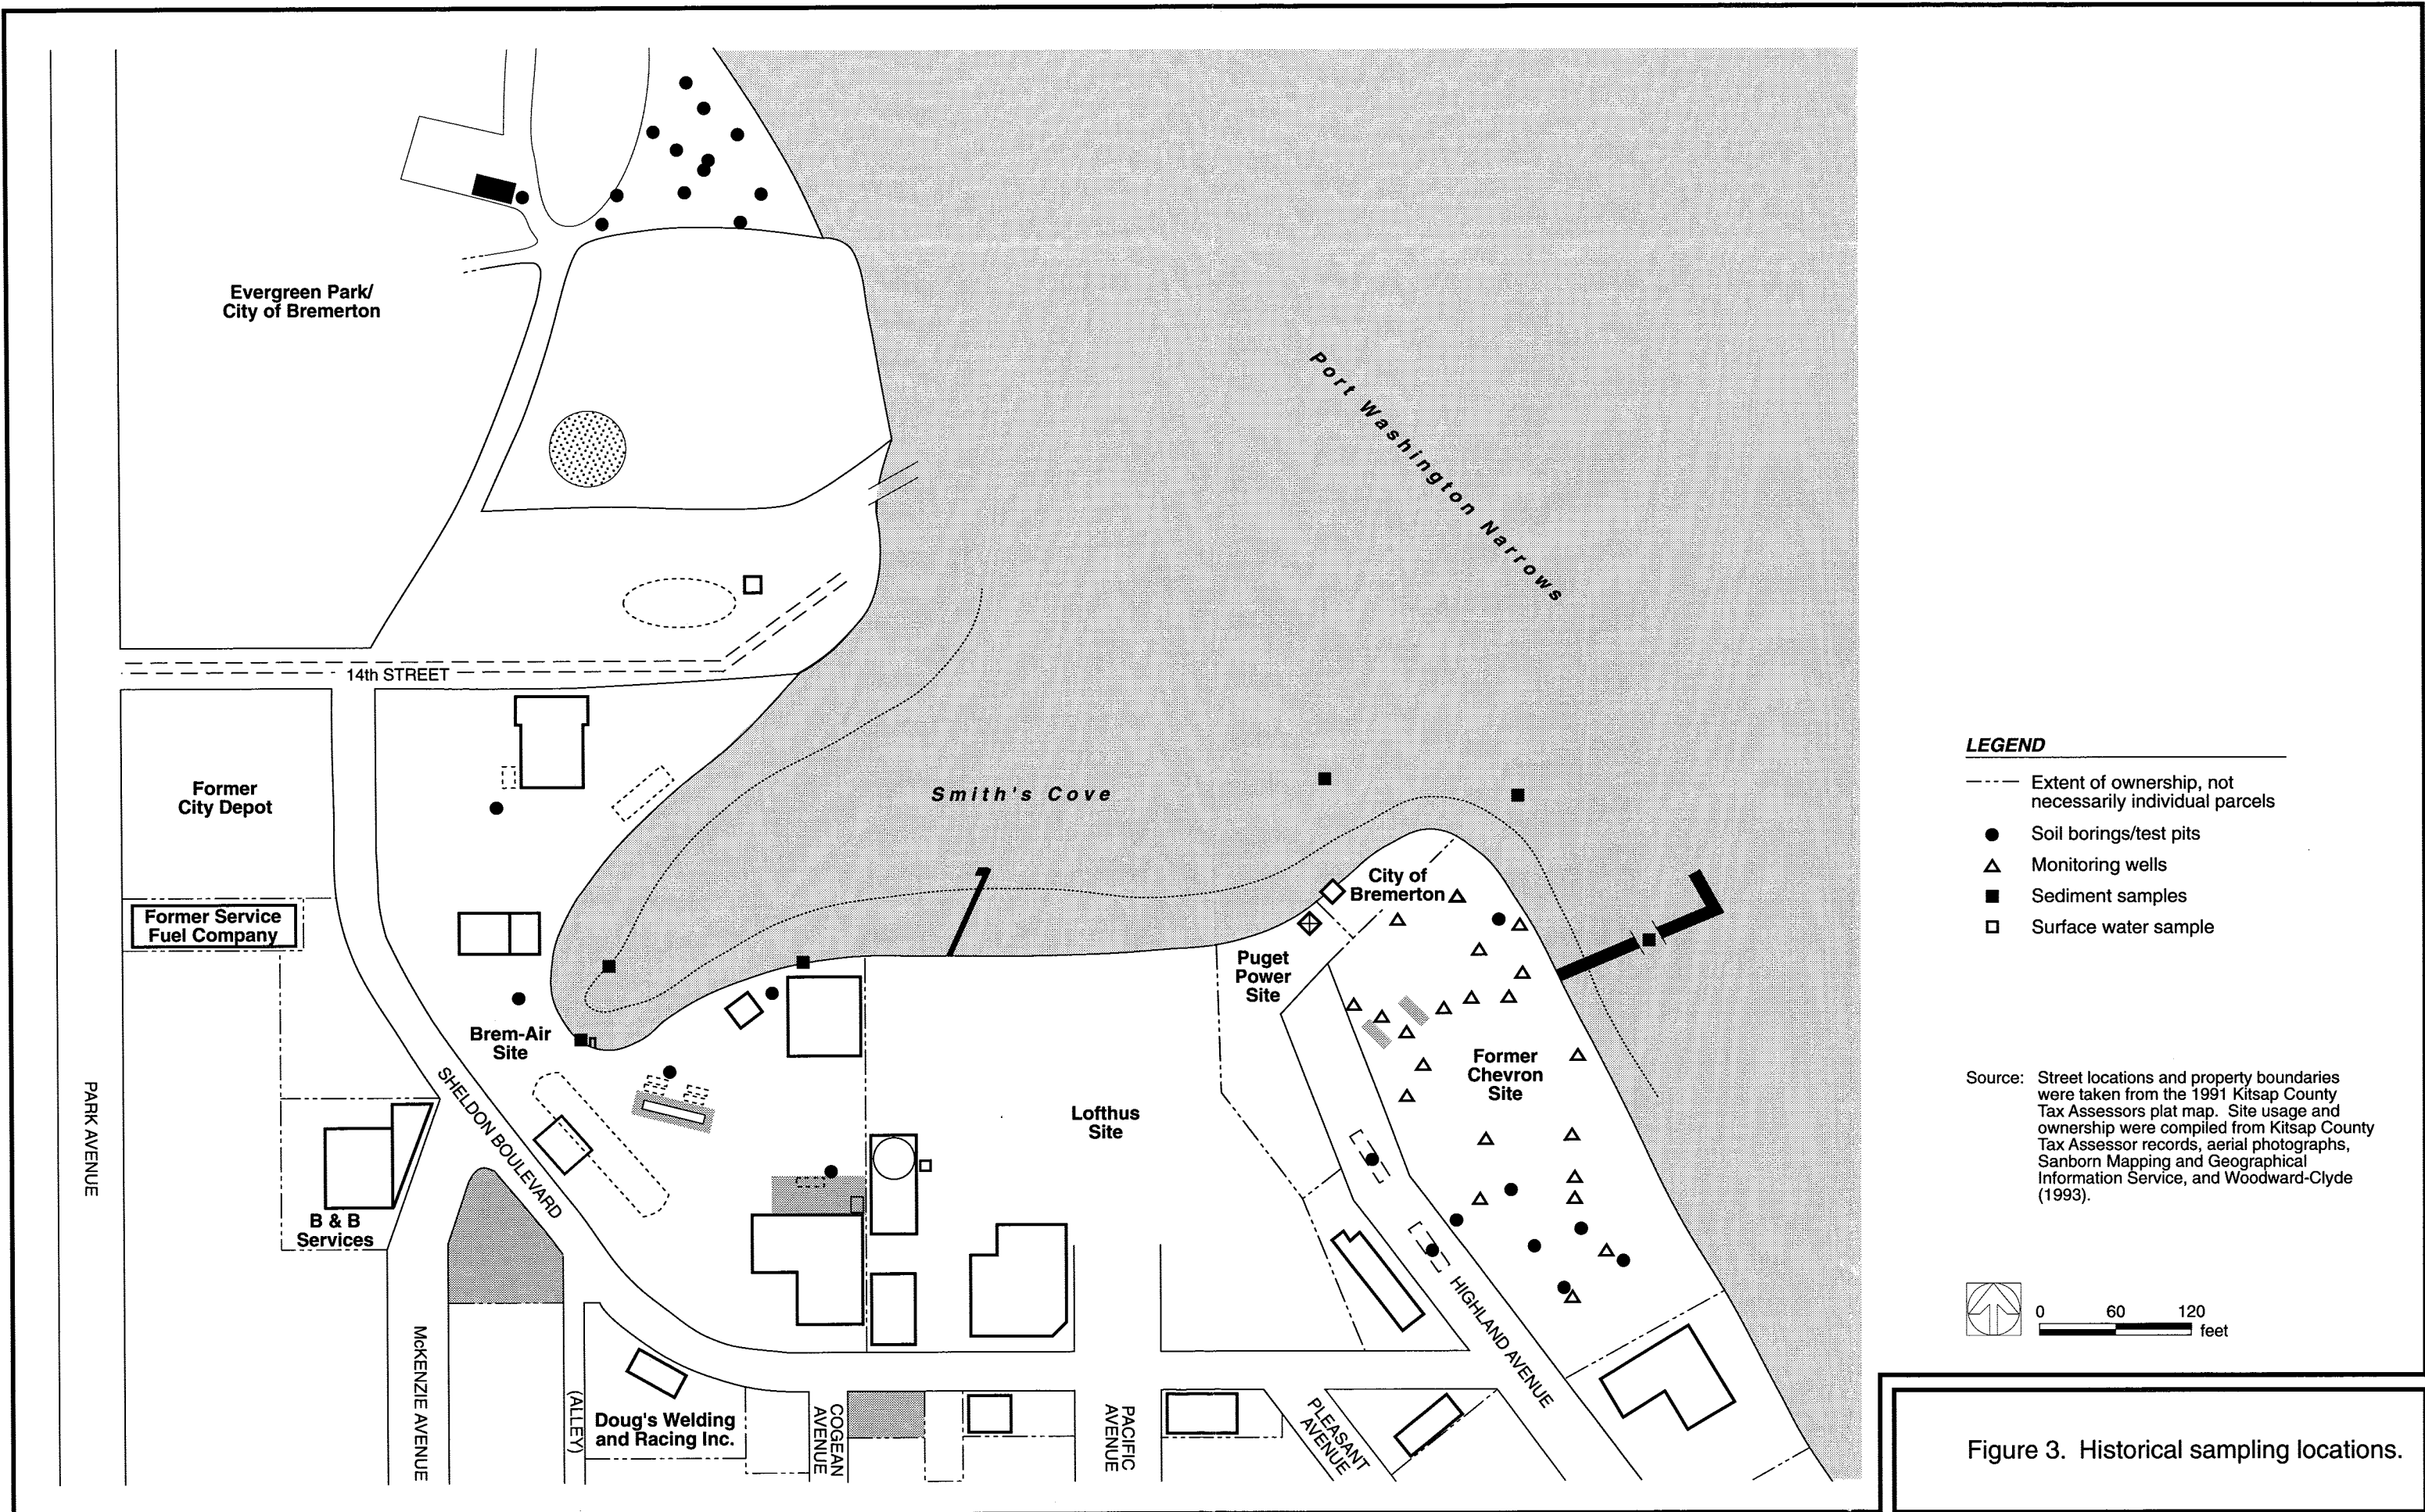 Evergreen Park/
City of Bremerton
Port Washington Narrows
14th STREET
Former
City Depot
Smith's Cove
Former Service
Fuel Company
City of
Bremerton
Puget
Power
Site
Brem-Air
Site
Former
Chevron
Site
Lofthus
Site
PARK AVENUE
SHELDON BOULEVARD
B & B
Services
HIGHLAND AVENUE
McKENZIE AVENUE
(ALLEY)
Doug's Welding
and Racing Inc.
COGEAN
AVENUE
PACIFIC
AVENUE
PLEASANT
AVENUE
LEGEND
Extent of ownership, not
necessarily individual parcels
Soil borings/test pits
Monitoring wells
Sediment samples
Surface water sample
Source: Street locations and property boundaries
were taken from the 1991 Kitsap County
Tax Assessors plat map. Site usage and
ownership were compiled from Kitsap County
Tax Assessor records, aerial photographs,
Sanborn Mapping and Geographical
Information Service, and Woodward-Clyde
(1993).
0 60 120
feet
Figure 3. Historical sampling locations.